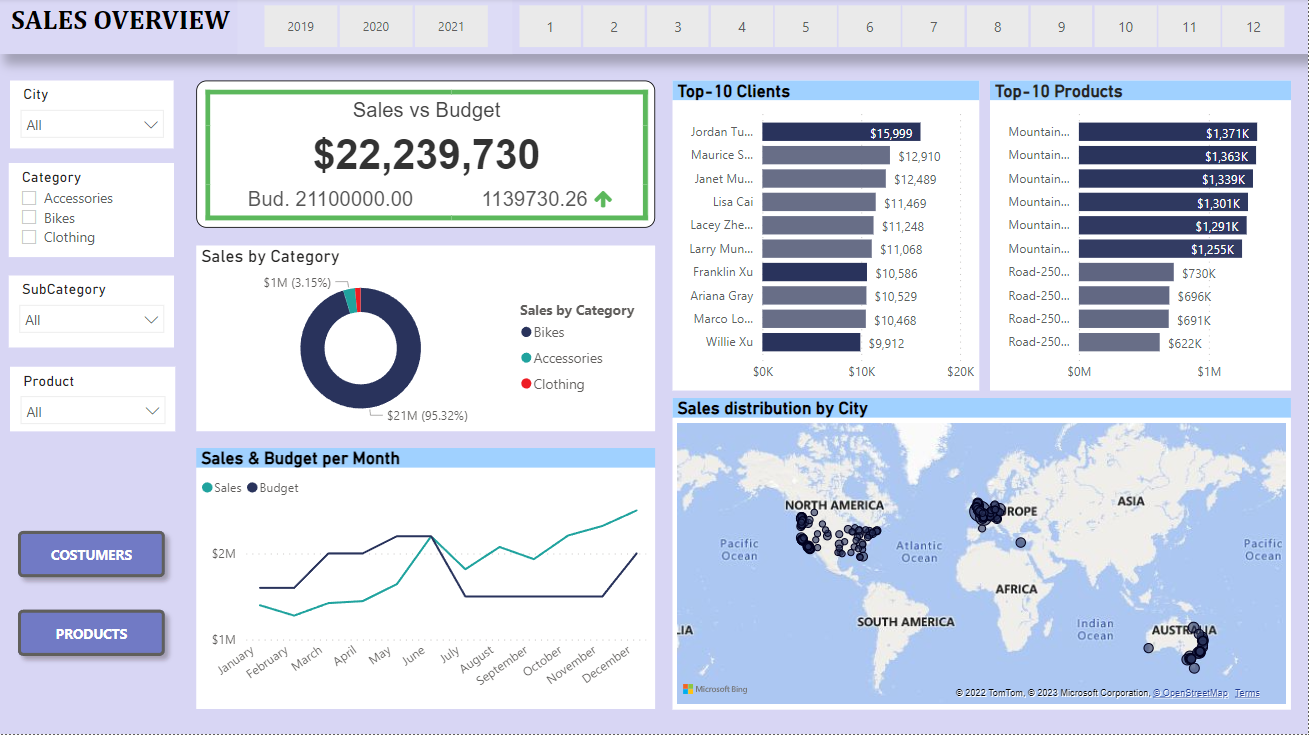 SALES OVERVIEW
2019 2020 2021 1 2 3 4 5 6 7 8 9 10 11 12
City
All
Category
Accessories
Bikes
Clothing
SubCategory
All
Product
All
COSTUMERS
PRODUCTS
Sales vs Budget
$22,239,730
Bud. 21100000.00 1139730.26
Sales by Category
$1M (3.15%)
$21M (95.32%)
Sales by Category
Bikes
Accessories
Clothing
Sales & Budget per Month
Sales Budget
$2M
$1M
January February March April May June July August September October November December
Top-10 Clients
Jordan Tu... $15,999
Maurice S... $12,910
Janet Mu... $12,489
Lisa Cai $11,469
Lacey Zhe... $11,248
Larry Mun... $11,068
Franklin Xu $10,586
Ariana Gray $10,529
Marco Lo... $10,468
Willie Xu $9,912
$0K $10K $20K
Top-10 Products
Mountain... $1,371K
Mountain... $1,363K
Mountain... $1,339K
Mountain... $1,301K
Mountain... $1,291K
Mountain... $1,255K
Road-250... $730K
Road-250... $696K
Road-250... $691K
Road-250... $622K
$0M $1M
Sales distribution by City
NORTH AMERICA
ROPE
ASIA
Pacific
Ocean
Atlantic
Ocean
Pacific
Ocean
AFRICA
SOUTH AMERICA
Indian
Ocean
LIA
AUSTRALIA
Microsoft Bing
© 2022 TomTom, © 2023 Microsoft Corporation, © OpenStreetMap Terms